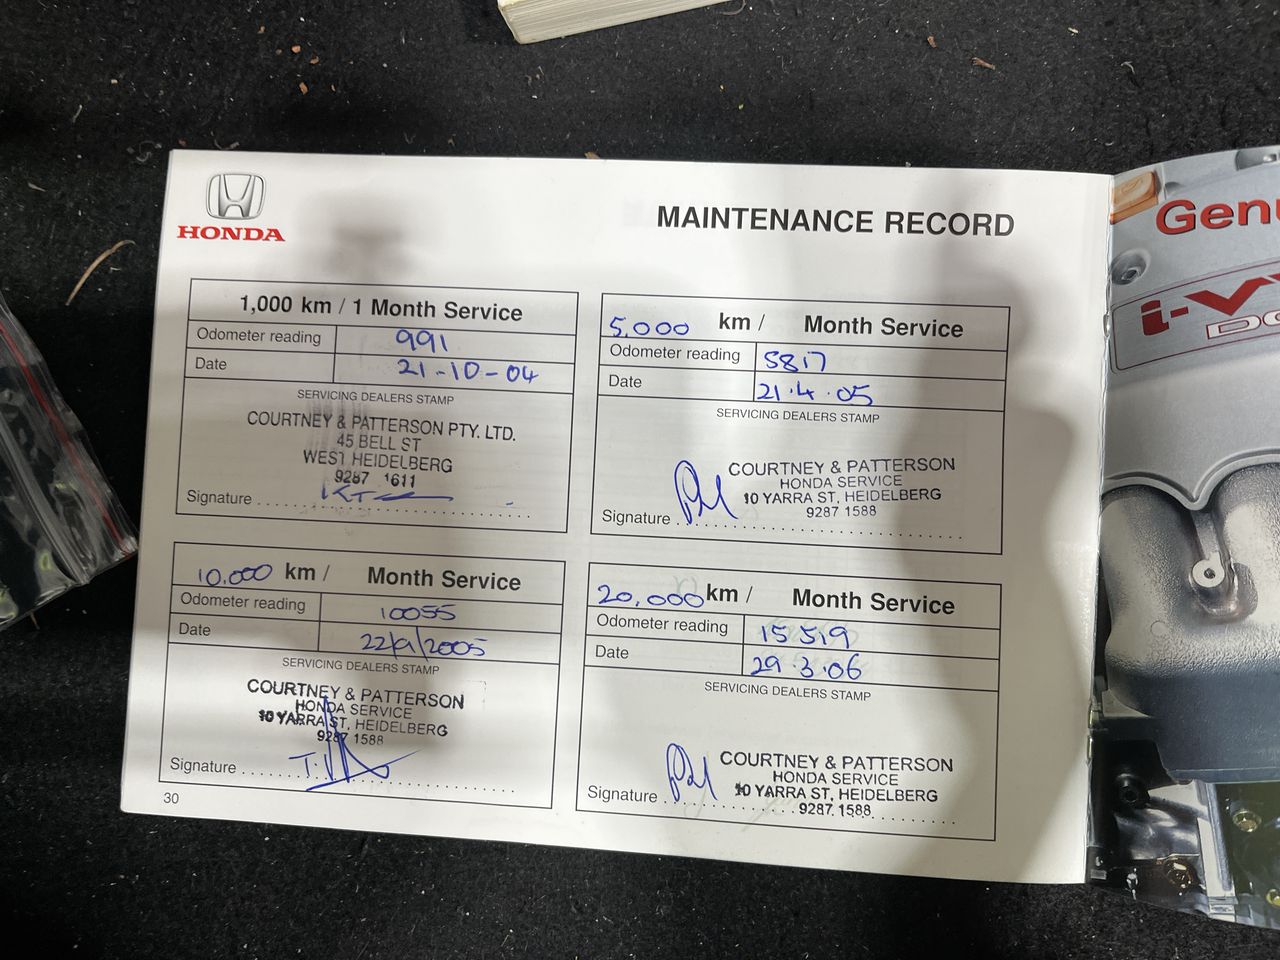 HONDA
MAINTENANCE RECORD
1,000 km / 1 Month Service
Odometer reading 991
Date 21-10-04
SERVICING DEALERS STAMP
COURTNEY & PATTERSON PTY. LTD.
45 BELL ST
WEST HEIDELBERG
9287 1611
Signature
5,000 km / Month Service
Odometer reading 5817
Date 21.4.05
SERVICING DEALERS STAMP
COURTNEY & PATTERSON
HONDA SERVICE
10 YARRA ST, HEIDELBERG
9287 1588
Signature
10,000 km / Month Service
Odometer reading 10055
Date 22/9/2005
SERVICING DEALERS STAMP
COURTNEY & PATTERSON
HONDA SERVICE
10 YARRA ST, HEIDELBERG
9287 1588
Signature
20,000 km / Month Service
Odometer reading 15519
Date 29.3.06
SERVICING DEALERS STAMP
COURTNEY & PATTERSON
HONDA SERVICE
10 YARRA ST, HEIDELBERG
9287 1588
Signature
30